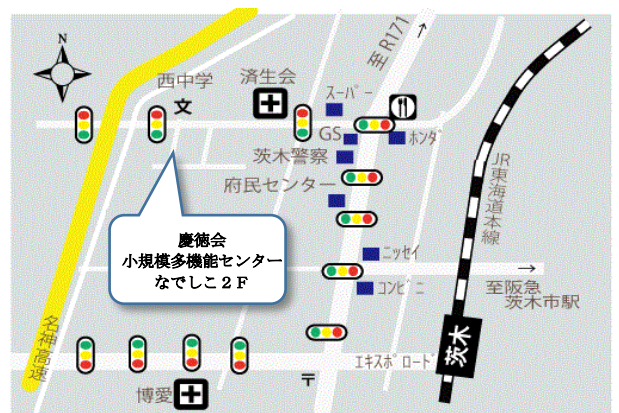 N
至 R171
西中学
済生会
文
スーパー
GS
ホンダ
茨木警察
府民センター
JR東海道本線
慶徳会
小規模多機能センター
なでしこ２Ｆ
ニッセイ
コンビニ
→
至阪急
茨木市駅
名神高速
茨木
エキスポロード
〒
博愛